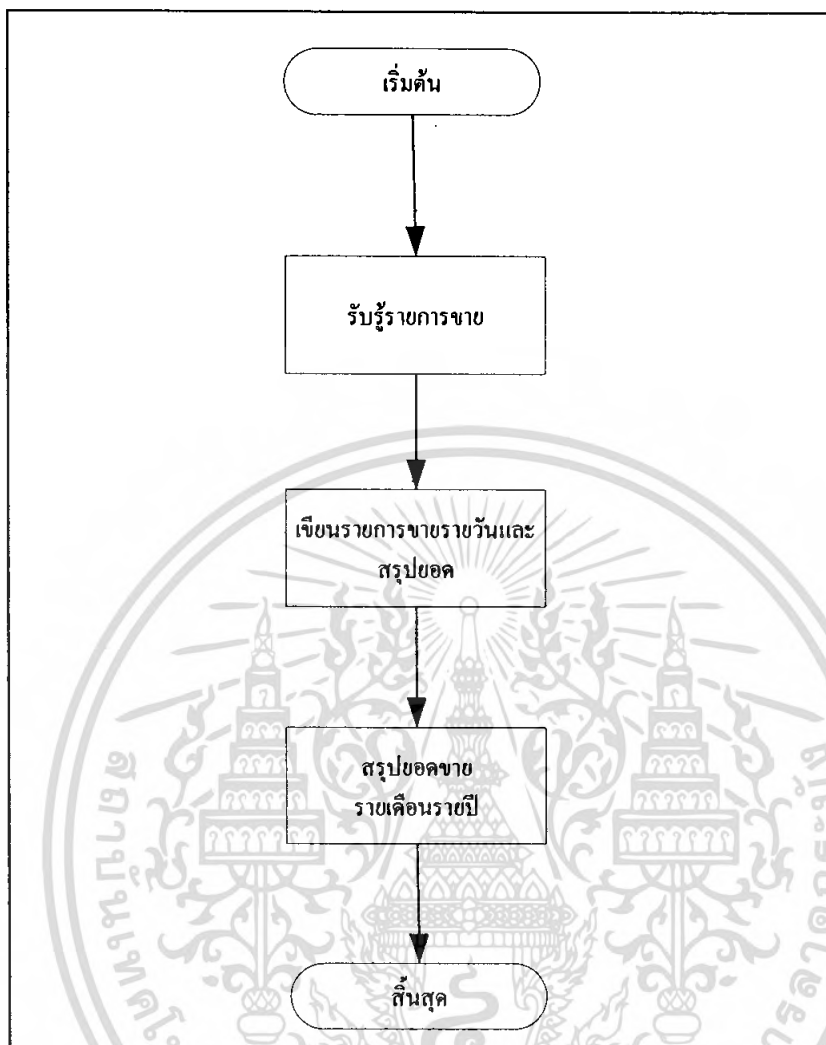 เริ่มต้น
รับรู้รายการขาย
เขียนรายการขายรายวันและ
สรุปยอด
สรุปยอดขาย
รายเดือนรายปี
สิ้นสุด